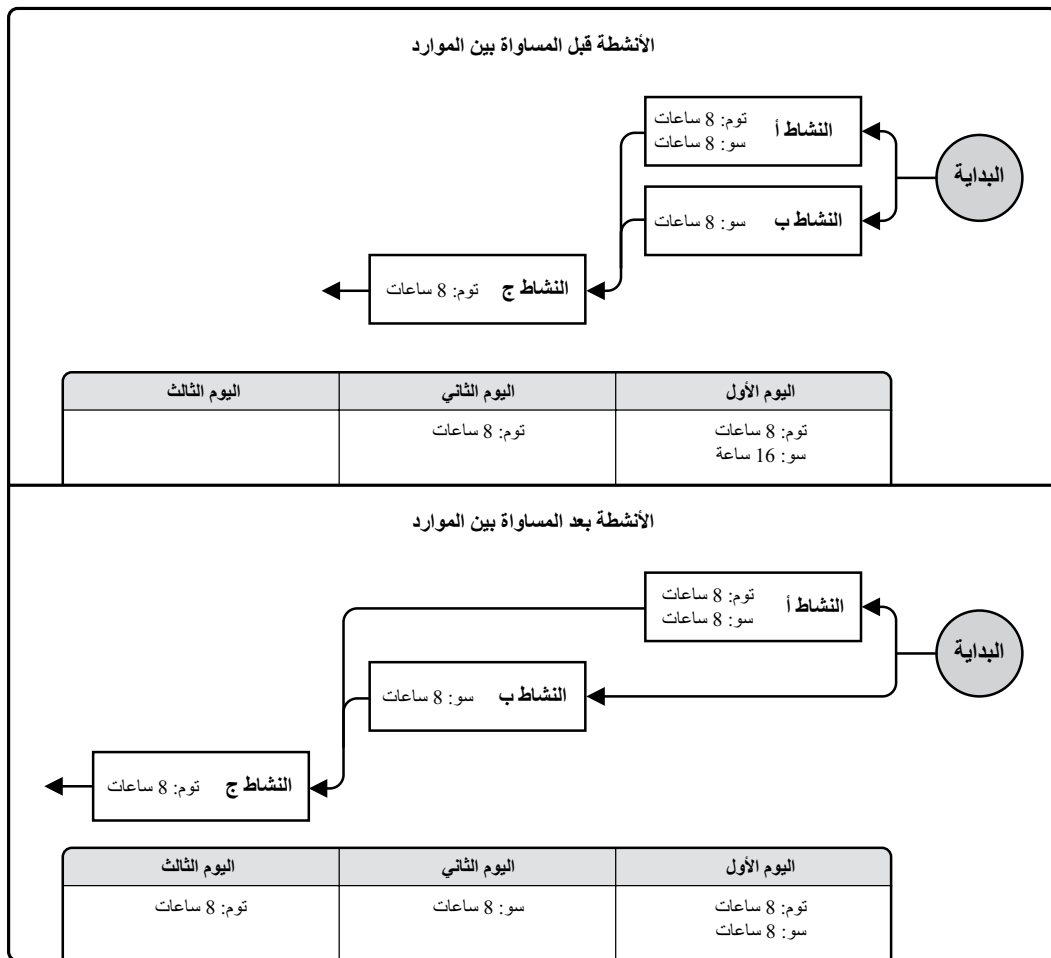 الأنشطة قبل المساواة بين الموارد
البداية
النشاط أ
توم: 8 ساعات
سو: 8 ساعات
النشاط ب
سو: 8 ساعات
النشاط ج
توم: 8 ساعات
اليوم الأول
اليوم الثاني
اليوم الثالث
توم: 8 ساعات
سو: 16 ساعة
توم: 8 ساعات
الأنشطة بعد المساواة بين الموارد
البداية
النشاط أ
توم: 8 ساعات
سو: 8 ساعات
النشاط ب
سو: 8 ساعات
النشاط ج
توم: 8 ساعات
اليوم الأول
اليوم الثاني
اليوم الثالث
توم: 8 ساعات
سو: 8 ساعات
سو: 8 ساعات
توم: 8 ساعات